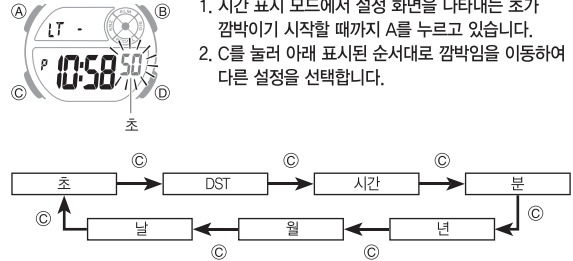 1. 시간 표시 모드에서 설정 화면을 나타내는 초가
깜박이기 시작할 때까지 A를 누르고 있습니다.
2. C를 눌러 아래 표시된 순서대로 깜박임을 이동하여
다른 설정을 선택합니다.
Ⓐ Ⓑ
LT -
P 10:58 50
Ⓒ Ⓓ
초
Ⓒ Ⓒ Ⓒ
초 DST 시간 분
Ⓒ Ⓒ
날 월 년
Ⓒ Ⓒ